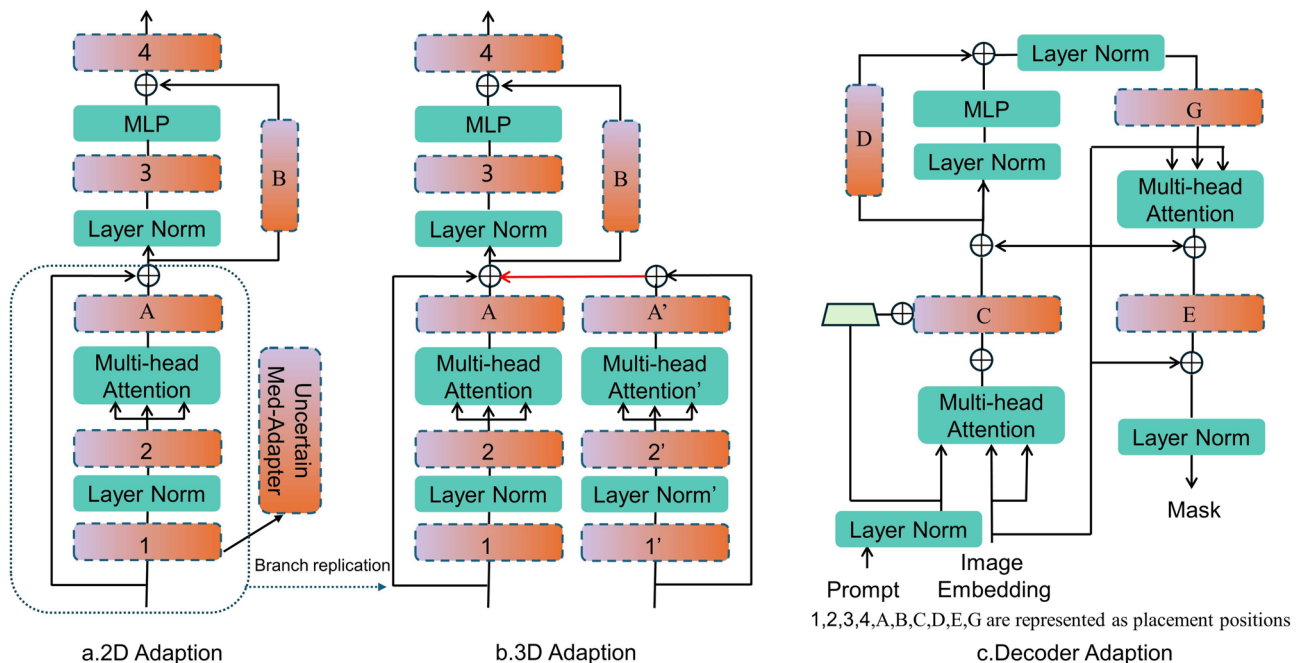 4
MLP
3
B
Layer Norm
A
Multi-head
Attention
2
Layer Norm
1
Uncertain
Med-Adapter
Branch replication
a.2D Adaption
4
MLP
3
B
Layer Norm
A
A'
Multi-head
Attention
Multi-head
Attention'
2
2'
Layer Norm
Layer Norm'
1
1'
b.3D Adaption
Layer Norm
D
MLP
G
Layer Norm
Multi-head
Attention
C
E
Multi-head
Attention
Layer Norm
Layer Norm
Mask
Prompt
Image
Embedding
1,2,3,4,A,B,C,D,E,G are represented as placement positions
c.Decoder Adaption